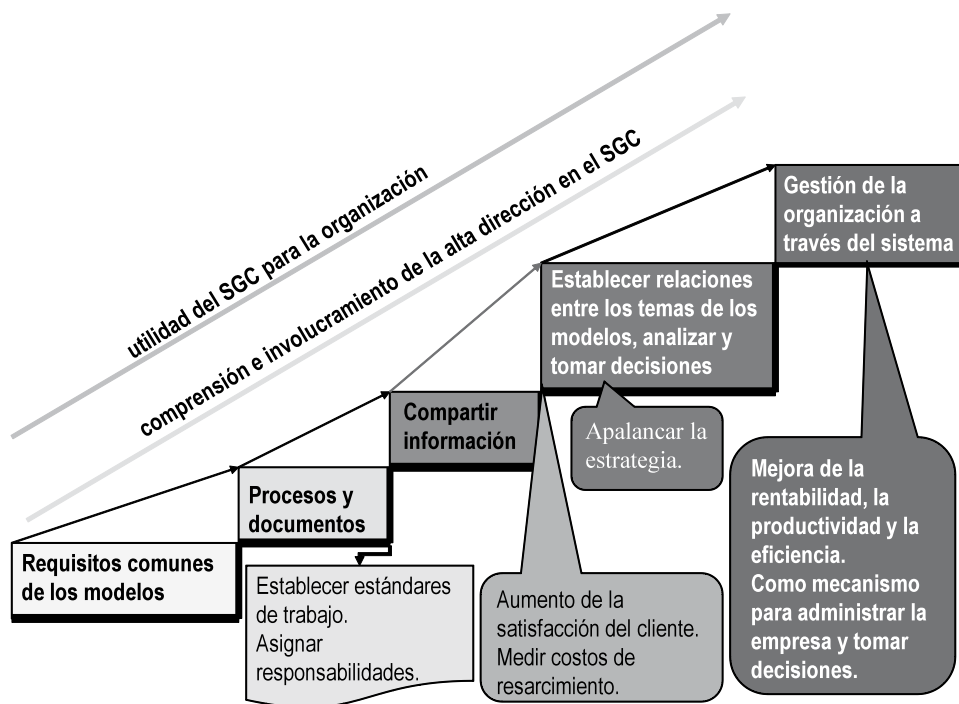 utilidad del SGC para la organización
comprensión e involucramiento de la alta dirección en el SGC
Gestión de la
organización a
través del sistema
Establecer relaciones
entre los temas de los
modelos, analizar y
tomar decisiones
Compartir
información
Apalancar la
estrategia.
Procesos y
documentos
Mejora de la
rentabilidad, la
productividad y la
eficiencia.
Como mecanismo
para administrar la
empresa y tomar
decisiones.
Requisitos comunes
de los modelos
Establecer estándares
de trabajo.
Asignar
responsabilidades.
Aumento de la
satisfacción del cliente.
Medir costos de
resarcimiento.